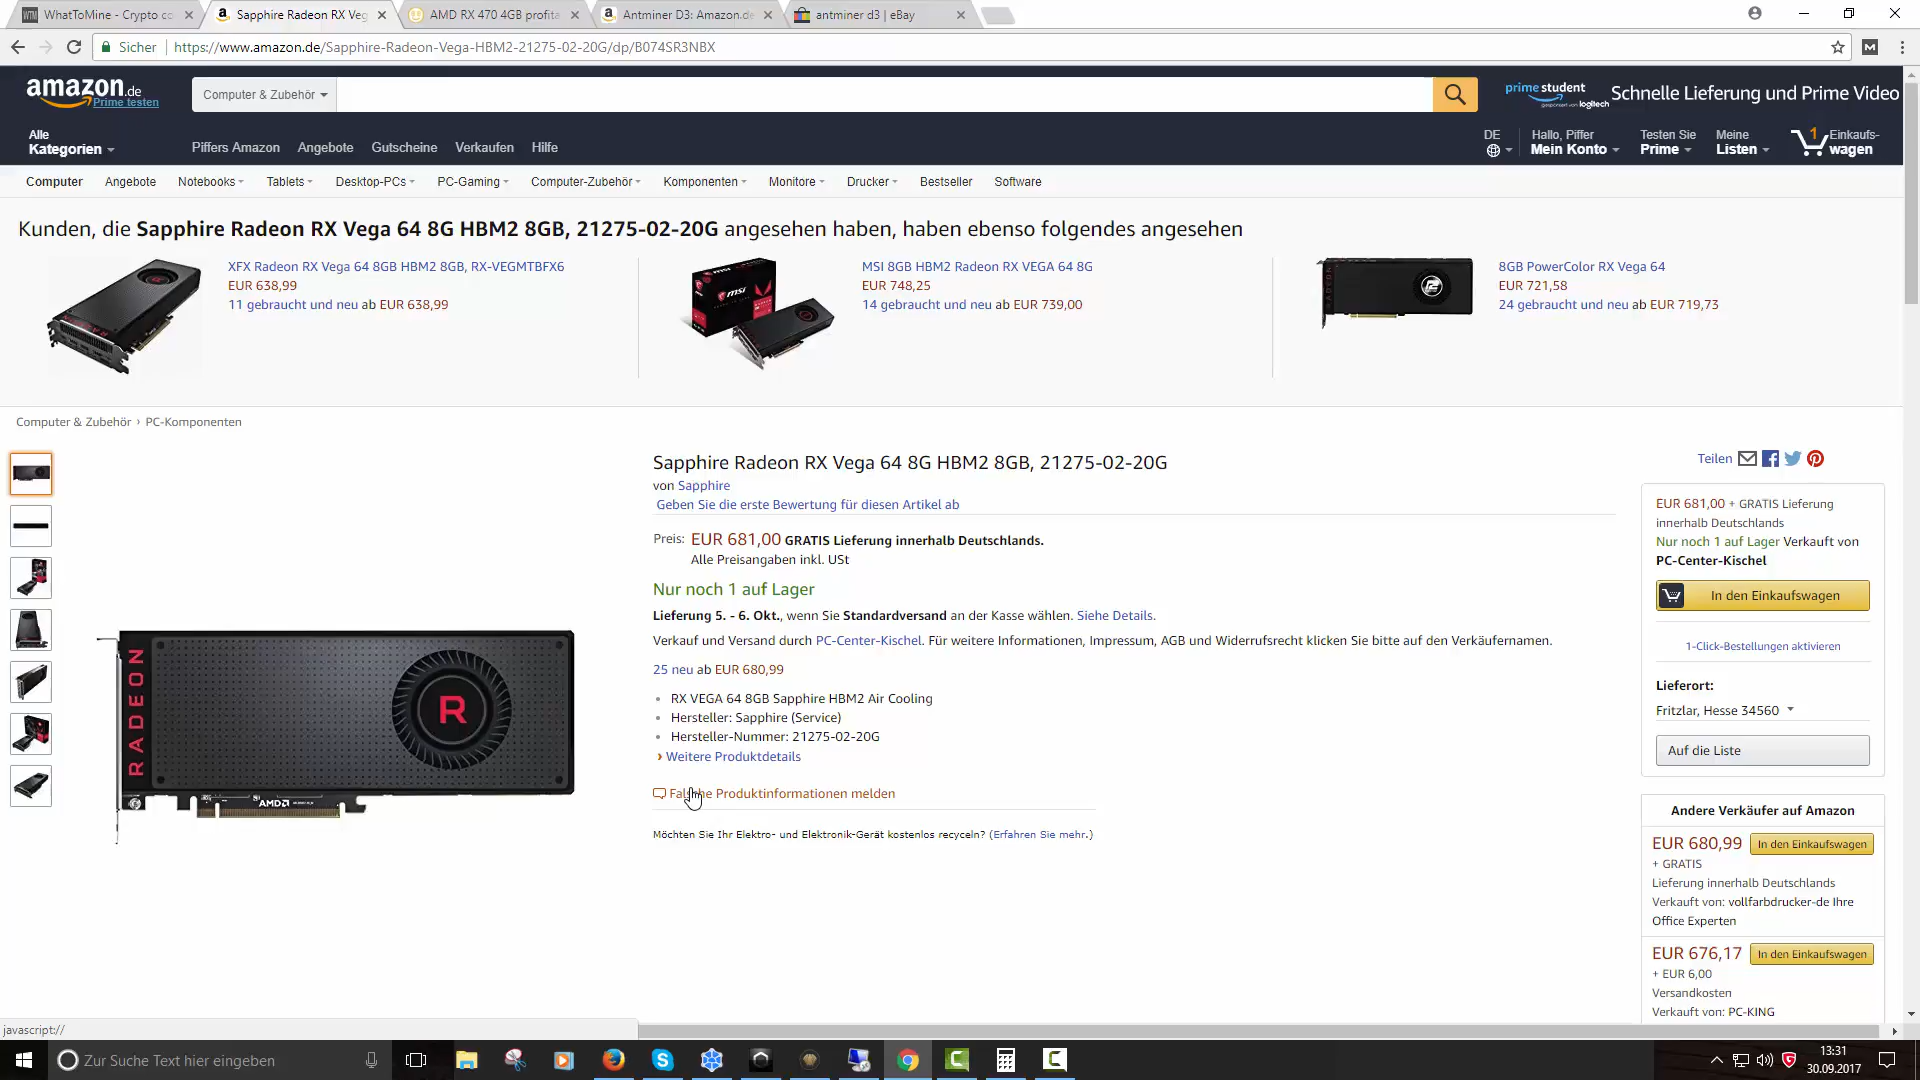 WhatToMine - Crypto co
Sapphire Radeon RX Veg
AMD RX 470 4GB profita
Antminer D3: Amazon.de
antminer d3 | eBay
Sicher
https://www.amazon.de/Sapphire-Radeon-Vega-HBM2-21275-02-20G/dp/B074SR3NBX
amazon.de
Prime testen
Computer & Zubehör
prime student
gesponsert von logitech
Schnelle Lieferung und Prime Video
Alle
Kategorien
Piffers Amazon
Angebote
Gutscheine
Verkaufen
Hilfe
DE
Hallo, Piffer
Mein Konto
Testen Sie
Prime
Meine
Listen
1
Einkaufs-
wagen
Computer
Angebote
Notebooks
Tablets
Desktop-PCs
PC-Gaming
Computer-Zubehör
Komponenten
Monitore
Drucker
Bestseller
Software
Kunden, die Sapphire Radeon RX Vega 64 8G HBM2 8GB, 21275-02-20G angesehen haben, haben ebenso folgendes angesehen
XFX Radeon RX Vega 64 8GB HBM2 8GB, RX-VEGMTBFX6
EUR 638,99
11 gebraucht und neu ab EUR 638,99
msi
MSI 8GB HBM2 Radeon RX VEGA 64 8G
EUR 748,25
14 gebraucht und neu ab EUR 739,00
8GB PowerColor RX Vega 64
EUR 721,58
24 gebraucht und neu ab EUR 719,73
Computer & Zubehör › PC-Komponenten
RADEON
R
AMD
Sapphire Radeon RX Vega 64 8G HBM2 8GB, 21275-02-20G
von Sapphire
Geben Sie die erste Bewertung für diesen Artikel ab
Preis: EUR 681,00 GRATIS Lieferung innerhalb Deutschlands.
Alle Preisangaben inkl. USt
Nur noch 1 auf Lager
Lieferung 5. - 6. Okt., wenn Sie Standardversand an der Kasse wählen. Siehe Details.
Verkauf und Versand durch PC-Center-Kischel. Für weitere Informationen, Impressum, AGB und Widerrufsrecht klicken Sie bitte auf den Verkäufernamen.
25 neu ab EUR 680,99
• RX VEGA 64 8GB Sapphire HBM2 Air Cooling
• Hersteller: Sapphire (Service)
• Hersteller-Nummer: 21275-02-20G
› Weitere Produktdetails
Falsche Produktinformationen melden
Möchten Sie Ihr Elektro- und Elektronik-Gerät kostenlos recyceln? (Erfahren Sie mehr.)
Teilen
EUR 681,00 + GRATIS Lieferung
innerhalb Deutschlands
Nur noch 1 auf Lager Verkauft von
PC-Center-Kischel
In den Einkaufswagen
1-Click-Bestellungen aktivieren
Lieferort:
Fritzlar, Hesse 34560
Auf die Liste
Andere Verkäufer auf Amazon
EUR 680,99
In den Einkaufswagen
+ GRATIS
Lieferung innerhalb Deutschlands
Verkauft von: vollfarbdrucker-de Ihre
Office Experten
EUR 676,17
In den Einkaufswagen
+ EUR 6,00
Versandkosten
Verkauft von: PC-KING
javascript://
Zur Suche Text hier eingeben
13:31
30.09.2017